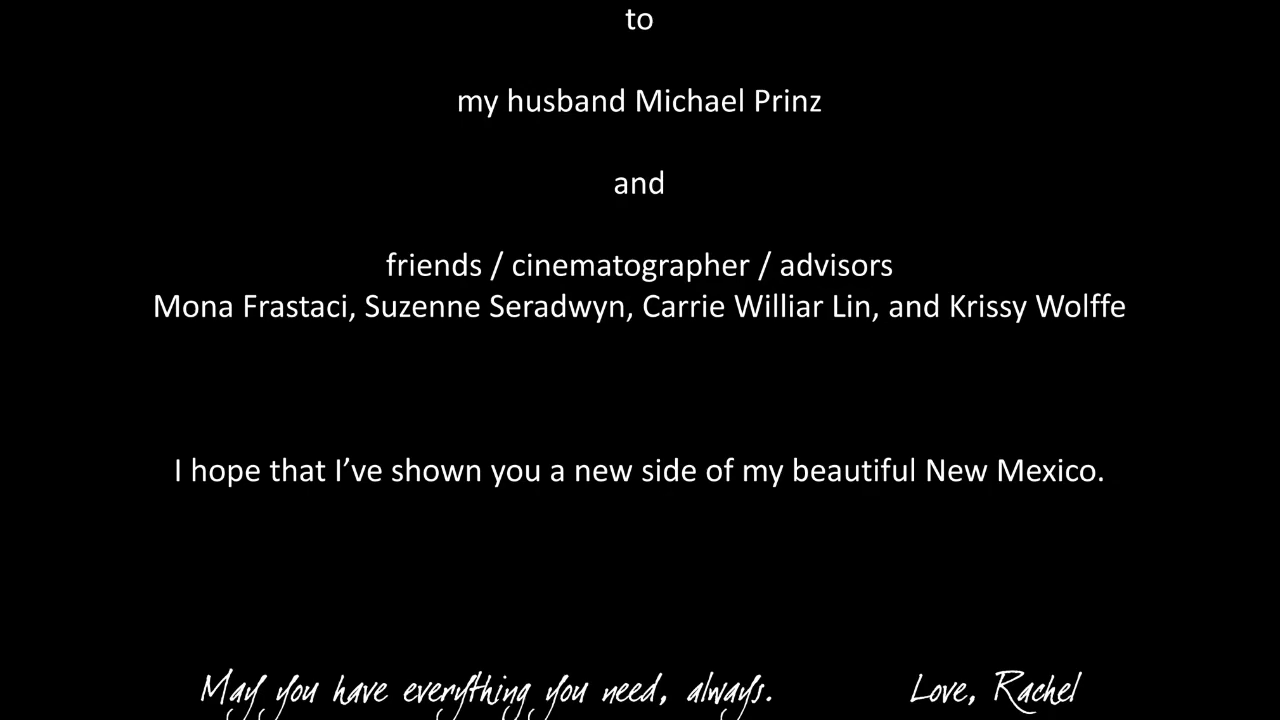 to
my husband Michael Prinz
and
friends / cinematographer / advisors
Mona Frastaci, Suzenne Seradwyn, Carrie Williar Lin, and Krissy Wolffe
I hope that I’ve shown you a new side of my beautiful New Mexico.
May you have everything you need, always. Love, Rachel